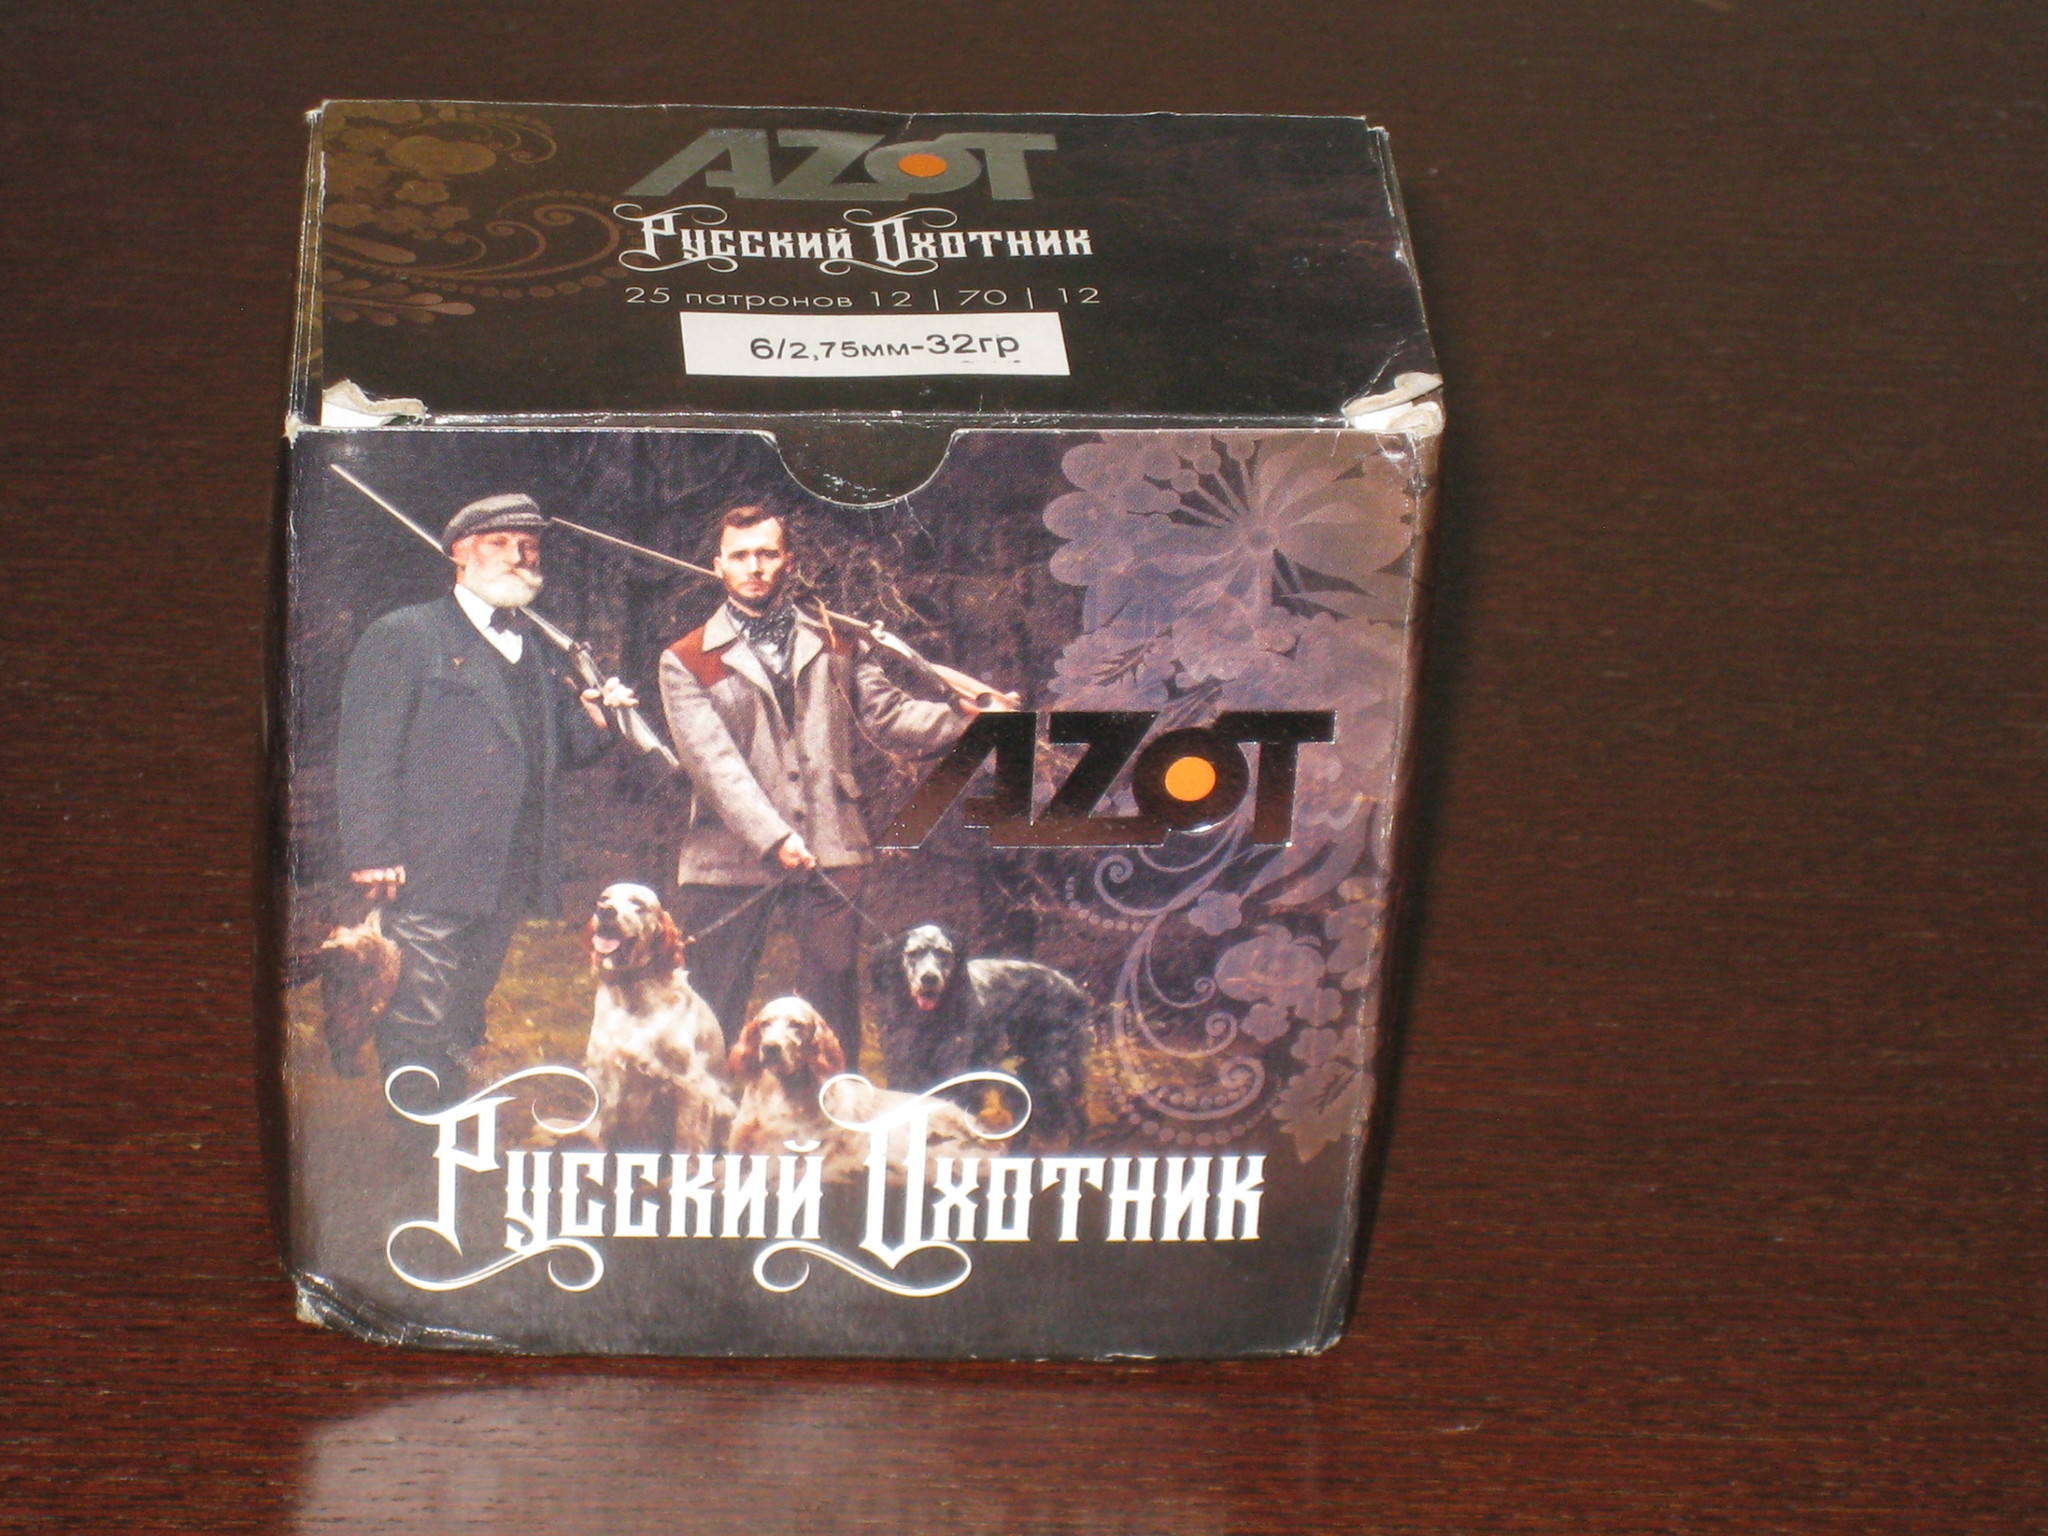 AZOT
Русский Охотник
25 патронов 12 | 70 | 12
6/2,75мм-32гр
AZOT
Русский Охотник